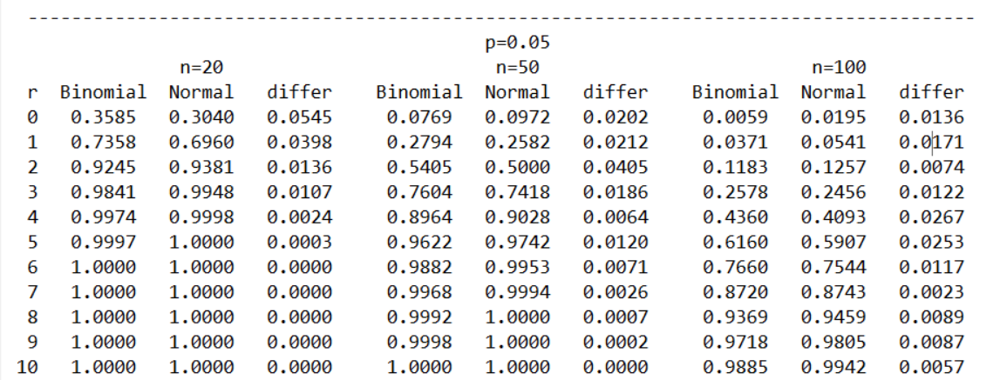 ---------------------------------------------------------------------------------------
p=0.05
n=20 n=50 n=100
r Binomial Normal differ Binomial Normal differ Binomial Normal differ
0 0.3585 0.3040 0.0545 0.0769 0.0972 0.0202 0.0059 0.0195 0.0136
1 0.7358 0.6960 0.0398 0.2794 0.2582 0.0212 0.0371 0.0541 0.0171
2 0.9245 0.9381 0.0136 0.5405 0.5000 0.0405 0.1183 0.1257 0.0074
3 0.9841 0.9948 0.0107 0.7604 0.7418 0.0186 0.2578 0.2456 0.0122
4 0.9974 0.9998 0.0024 0.8964 0.9028 0.0064 0.4360 0.4093 0.0267
5 0.9997 1.0000 0.0003 0.9622 0.9742 0.0120 0.6160 0.5907 0.0253
6 1.0000 1.0000 0.0000 0.9882 0.9953 0.0071 0.7660 0.7544 0.0117
7 1.0000 1.0000 0.0000 0.9968 0.9994 0.0026 0.8720 0.8743 0.0023
8 1.0000 1.0000 0.0000 0.9992 1.0000 0.0007 0.9369 0.9459 0.0089
9 1.0000 1.0000 0.0000 0.9998 1.0000 0.0002 0.9718 0.9805 0.0087
10 1.0000 1.0000 0.0000 1.0000 1.0000 0.0000 0.9885 0.9942 0.0057